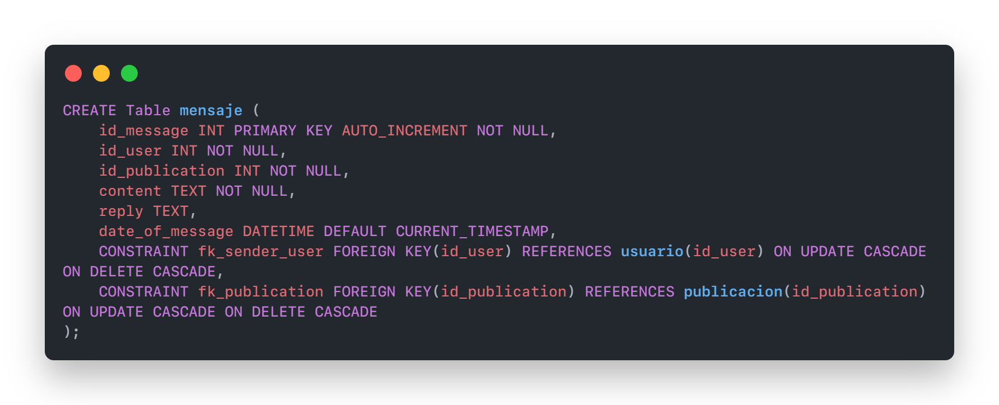 CREATE Table mensaje (
    id_message INT PRIMARY KEY AUTO_INCREMENT NOT NULL,
    id_user INT NOT NULL,
    id_publication INT NOT NULL,
    content TEXT NOT NULL,
    reply TEXT,
    date_of_message DATETIME DEFAULT CURRENT_TIMESTAMP,
    CONSTRAINT fk_sender_user FOREIGN KEY(id_user) REFERENCES usuario(id_user) ON UPDATE CASCADE
ON DELETE CASCADE,
    CONSTRAINT fk_publication FOREIGN KEY(id_publication) REFERENCES publicacion(id_publication)
ON UPDATE CASCADE ON DELETE CASCADE
);